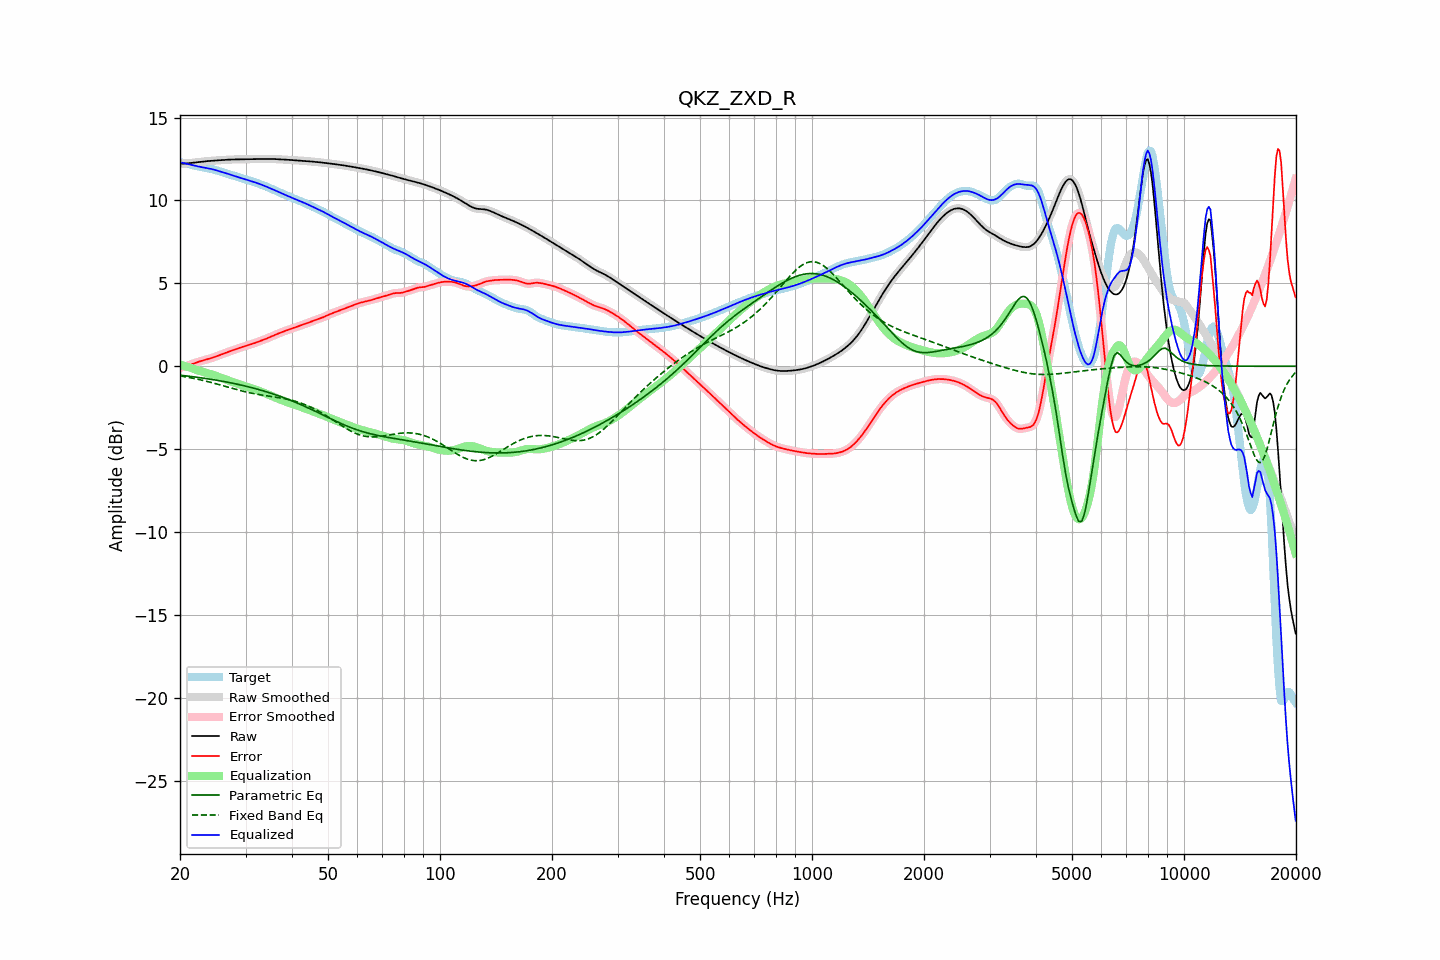 QKZ_ZXD_R
Amplitude (dBr)
15
10
5
0
−5
−10
−15
−20
−25
Target
Raw Smoothed
Error Smoothed
Raw
Error
Equalization
Parametric Eq
Fixed Band Eq
Equalized
20
50
100
200
500
1000
2000
5000
10000
20000
Frequency (Hz)